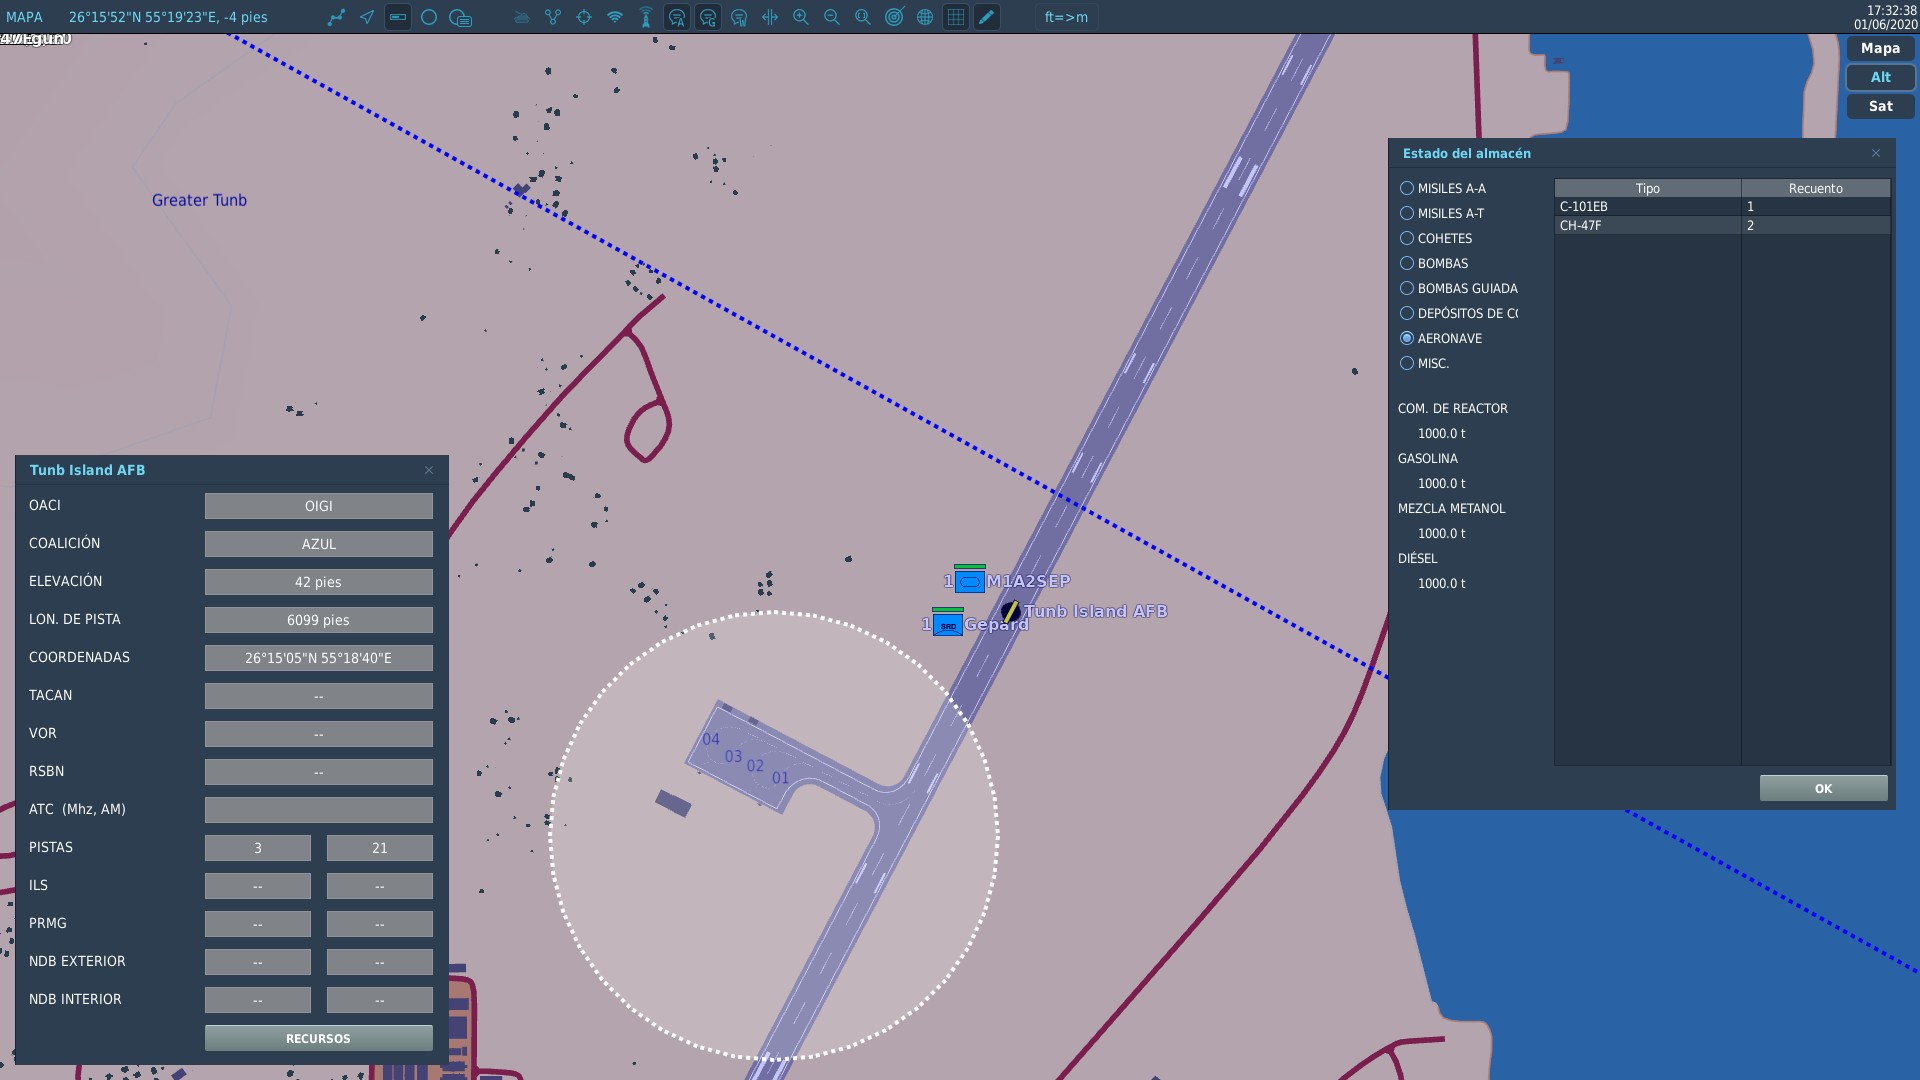 MAPA 26°15'52"N 55°19'23"E, -4 pies
ft=>m
17:32:38
01/06/2020
Mapa
Alt
Sat
Greater Tunb
1 M1A2SEP
Tunb Island AFB
1 SRD Gepard
04
03
02
01
Tunb Island AFB
OACI OIGI
COALICIÓN AZUL
ELEVACIÓN 42 pies
LON. DE PISTA 6099 pies
COORDENADAS 26°15'05"N 55°18'40"E
TACAN --
VOR --
RSBN --
ATC (Mhz, AM)
PISTAS 3 21
ILS -- --
PRMG -- --
NDB EXTERIOR -- --
NDB INTERIOR -- --
RECURSOS
Estado del almacén
MISILES A-A
MISILES A-T
COHETES
BOMBAS
BOMBAS GUIADA
DEPÓSITOS DE CO
AERONAVE
MISC.
COM. DE REACTOR
1000.0 t
GASOLINA
1000.0 t
MEZCLA METANOL
1000.0 t
DIÉSEL
1000.0 t
Tipo Recuento
C-101EB 1
CH-47F 2
OK